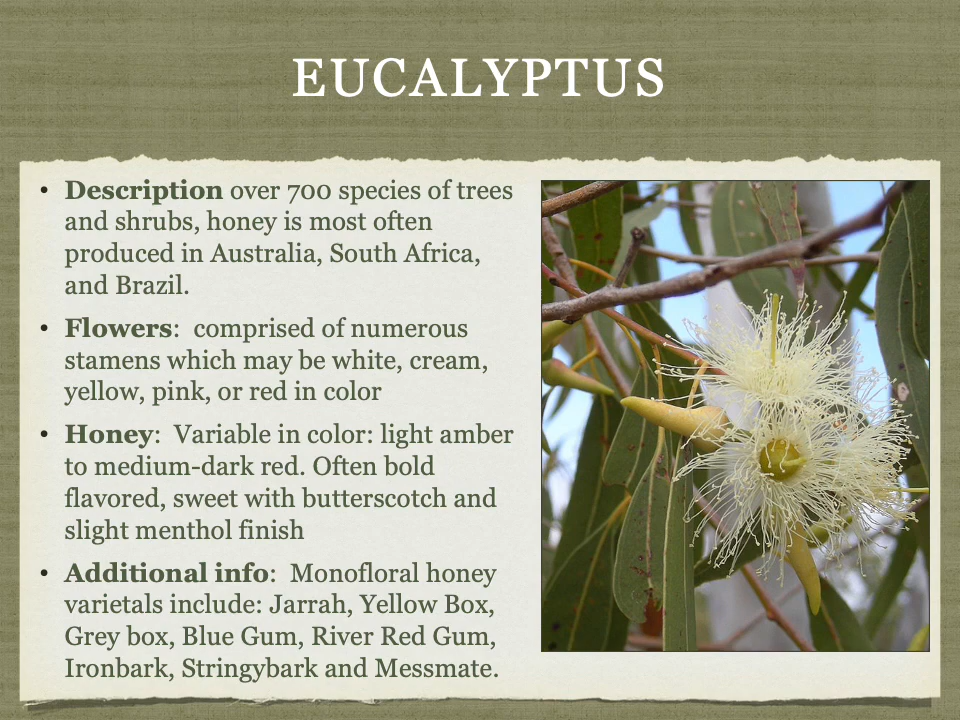 EUCALYPTUS
• Description over 700 species of trees
and shrubs, honey is most often
produced in Australia, South Africa,
and Brazil.
• Flowers:  comprised of numerous
stamens which may be white, cream,
yellow, pink, or red in color
• Honey:  Variable in color: light amber
to medium-dark red. Often bold
flavored, sweet with butterscotch and
slight menthol finish
• Additional info:  Monofloral honey
varietals include: Jarrah, Yellow Box,
Grey box, Blue Gum, River Red Gum,
Ironbark, Stringybark and Messmate.